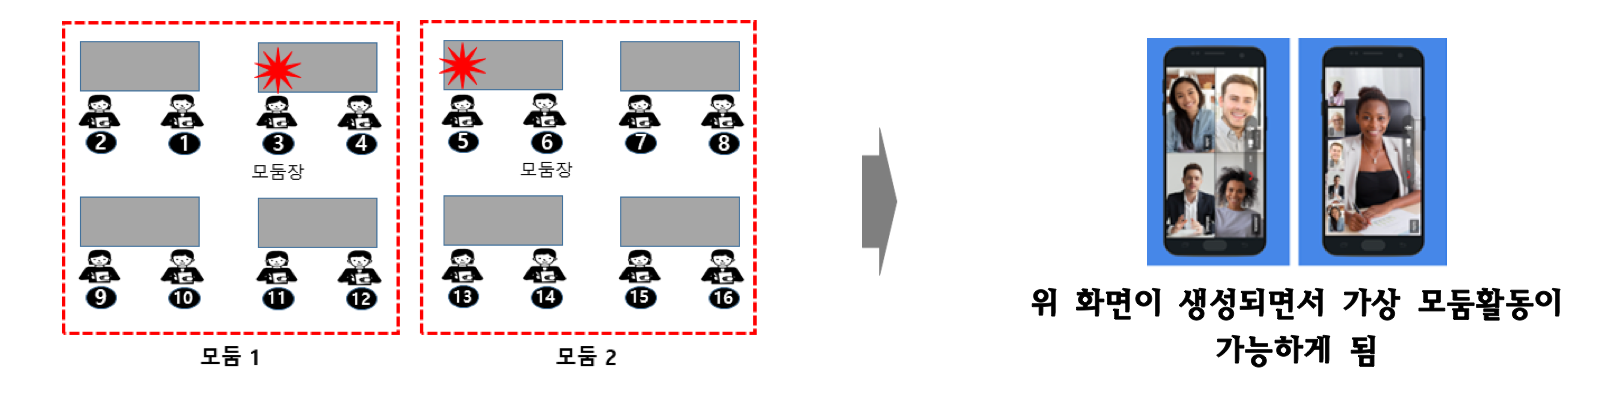 2 1 3 4
모둠장
9 10 11 12
모둠 1
5 6 7 8
모둠장
13 14 15 16
모둠 2
위 화면이 생성되면서 가상 모둠활동이
가능하게 됨